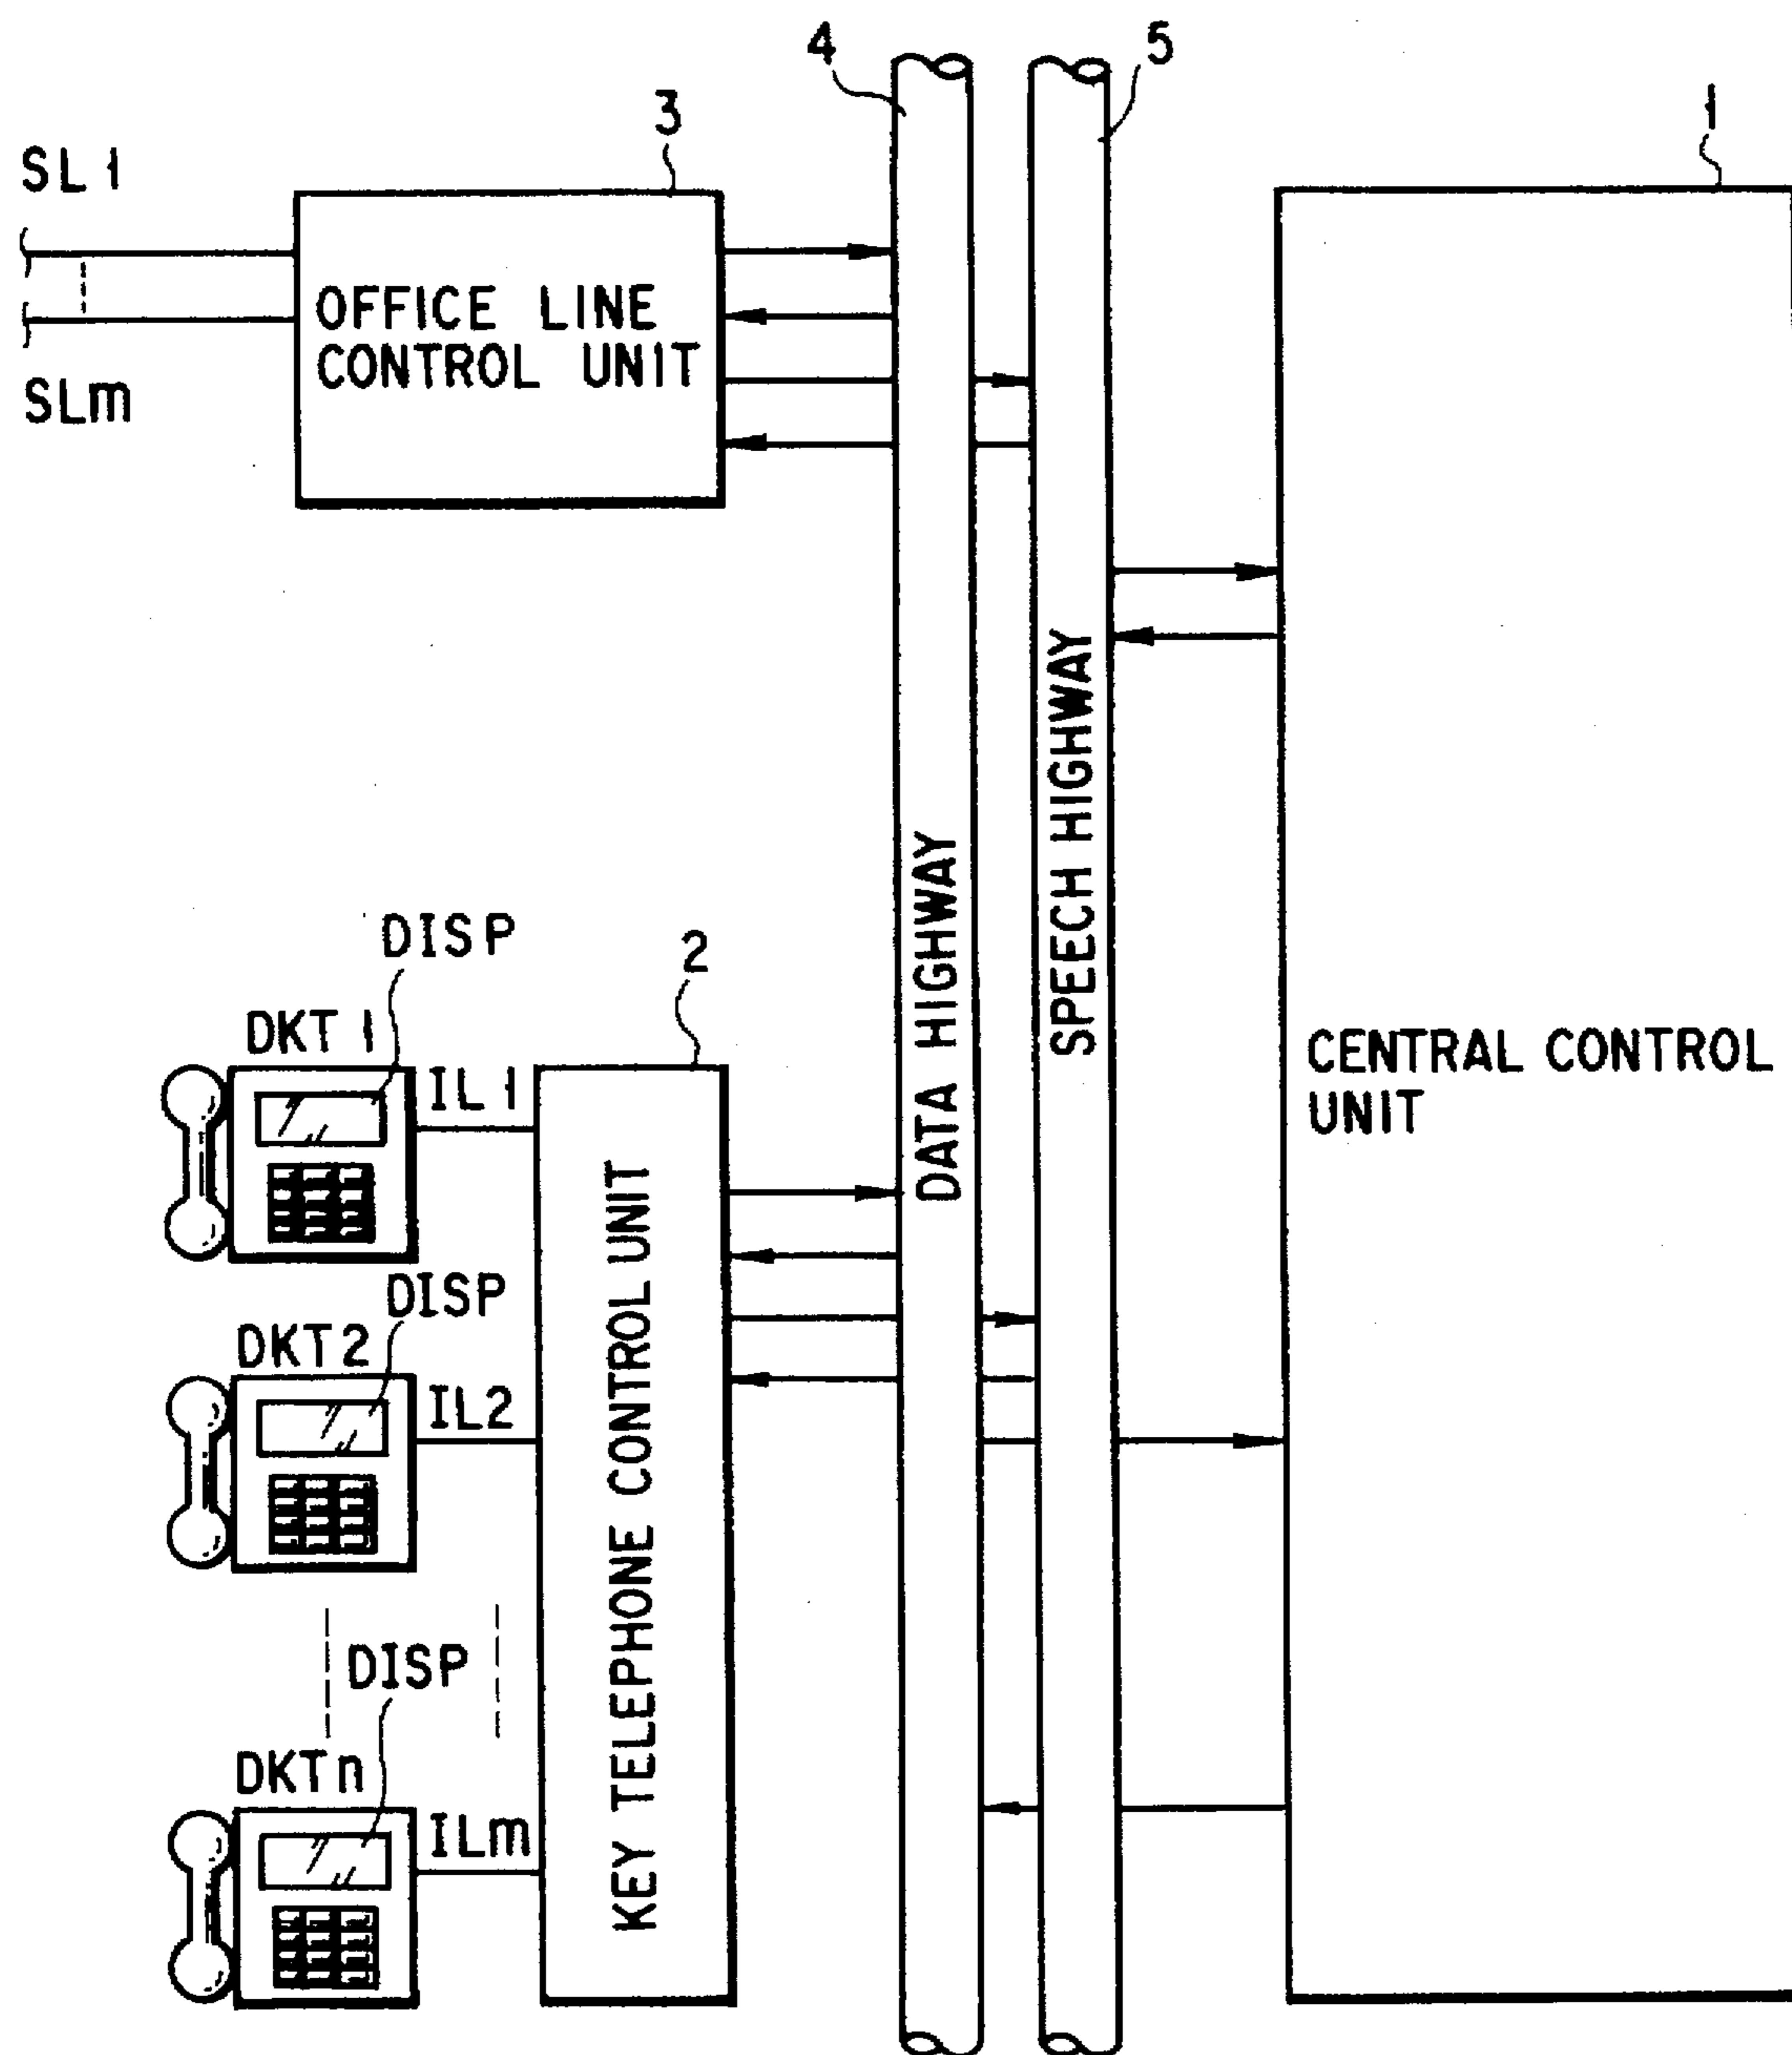 4
5
3
1
SL1
OFFICE LINE
CONTROL UNIT
SLm
SPEECH HIGHWAY
DATA HIGHWAY
CENTRAL CONTROL
UNIT
DISP
2
DKT1
IL1
KEY TELEPHONE CONTROL UNIT
DISP
DKT2
IL2
DISP
DKTn
ILm